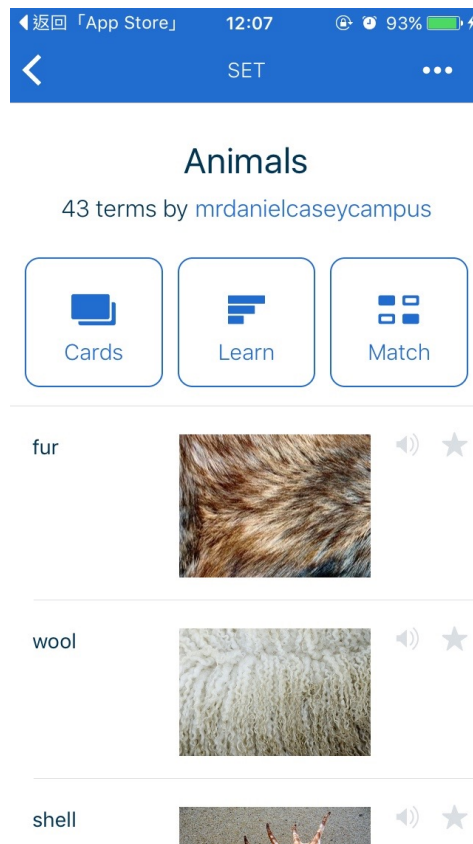 返回「App Store」 12:07 93%
SET
Animals
43 terms by mrdanielcaseycampus
Cards Learn Match
fur
wool
shell